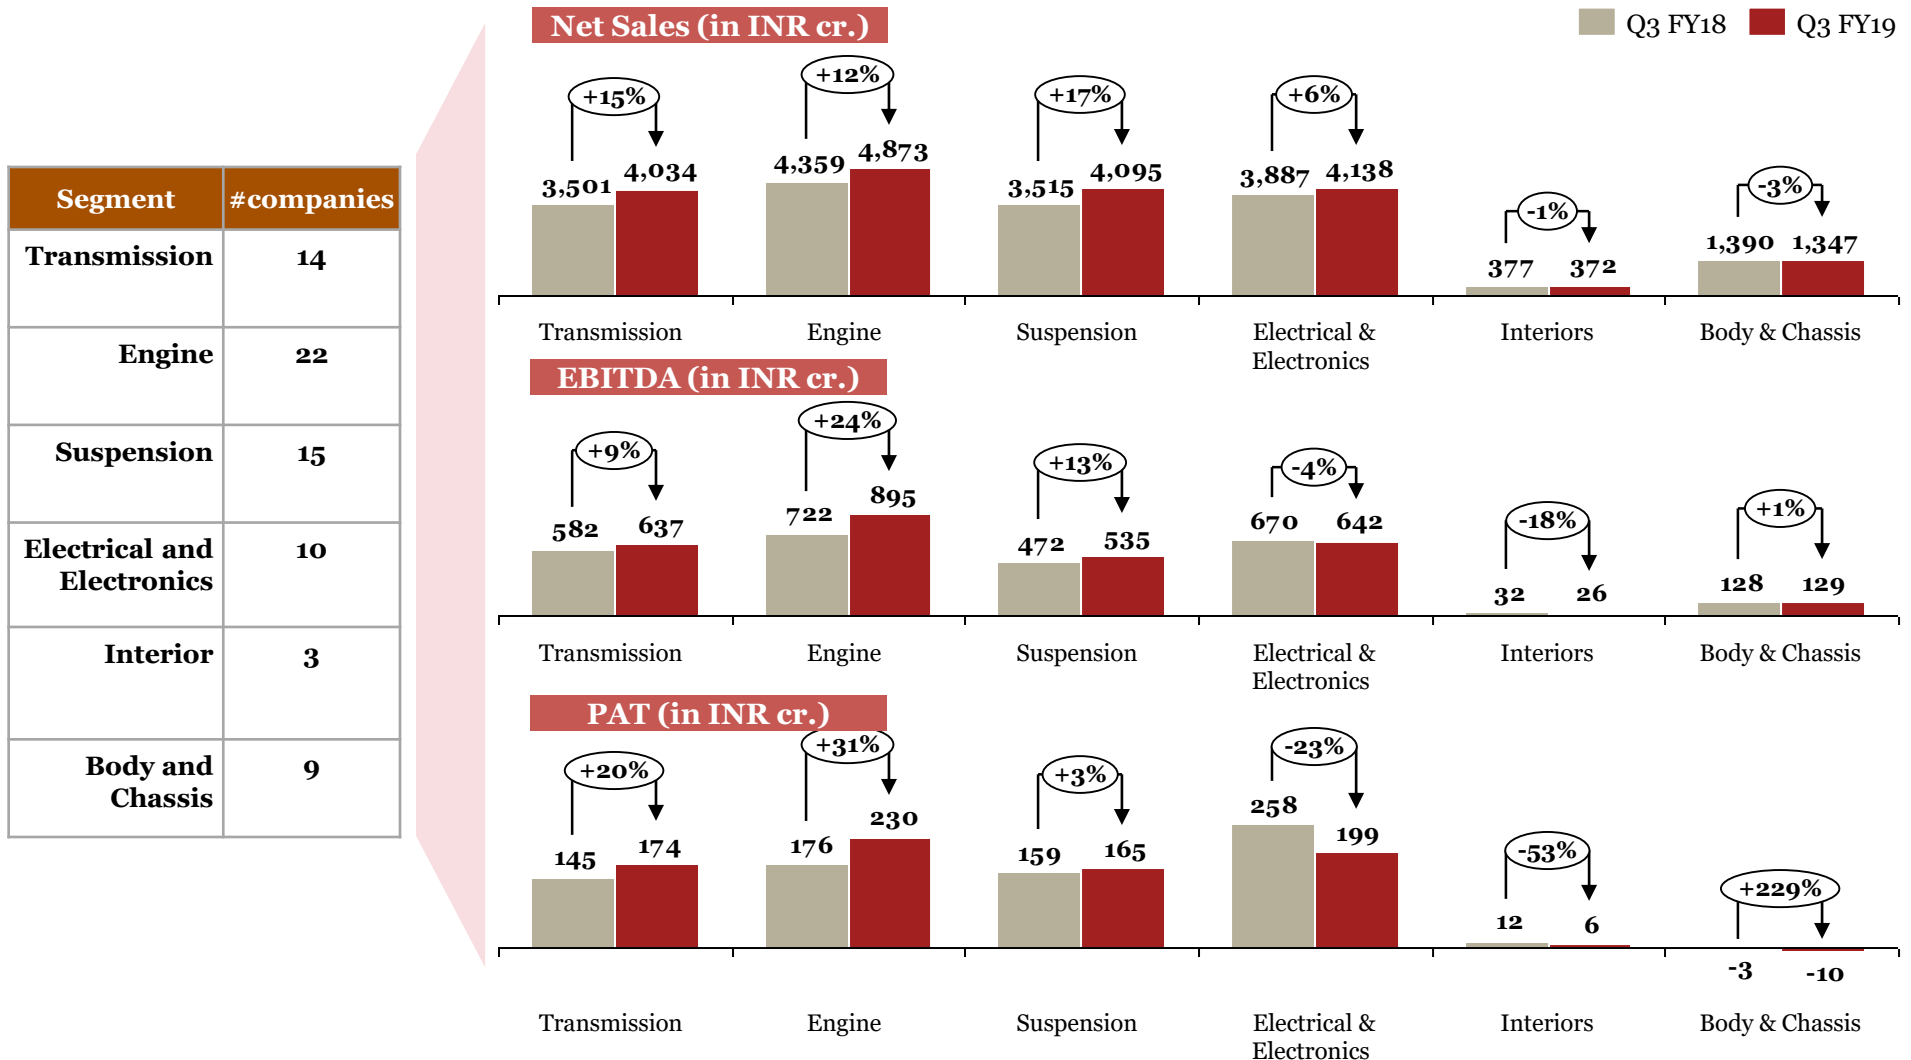 Net Sales (in INR cr.)
Q3 FY18 Q3 FY19
+15% +12% +17% +6% -1% -3%
3,501 4,034 4,359 4,873 3,515 4,095 3,887 4,138 377 372 1,390 1,347
Transmission Engine Suspension Electrical & Electronics Interiors Body & Chassis
Segment #companies
Transmission 14
Engine 22
Suspension 15
Electrical and Electronics 10
Interior 3
Body and Chassis 9
EBITDA (in INR cr.)
+9% +24% +13% -4% -18% +1%
582 637 722 895 472 535 670 642 32 26 128 129
Transmission Engine Suspension Electrical & Electronics Interiors Body & Chassis
PAT (in INR cr.)
+20% +31% +3% -23% -53% +229%
145 174 176 230 159 165 258 199 12 6 -3 -10
Transmission Engine Suspension Electrical & Electronics Interiors Body & Chassis